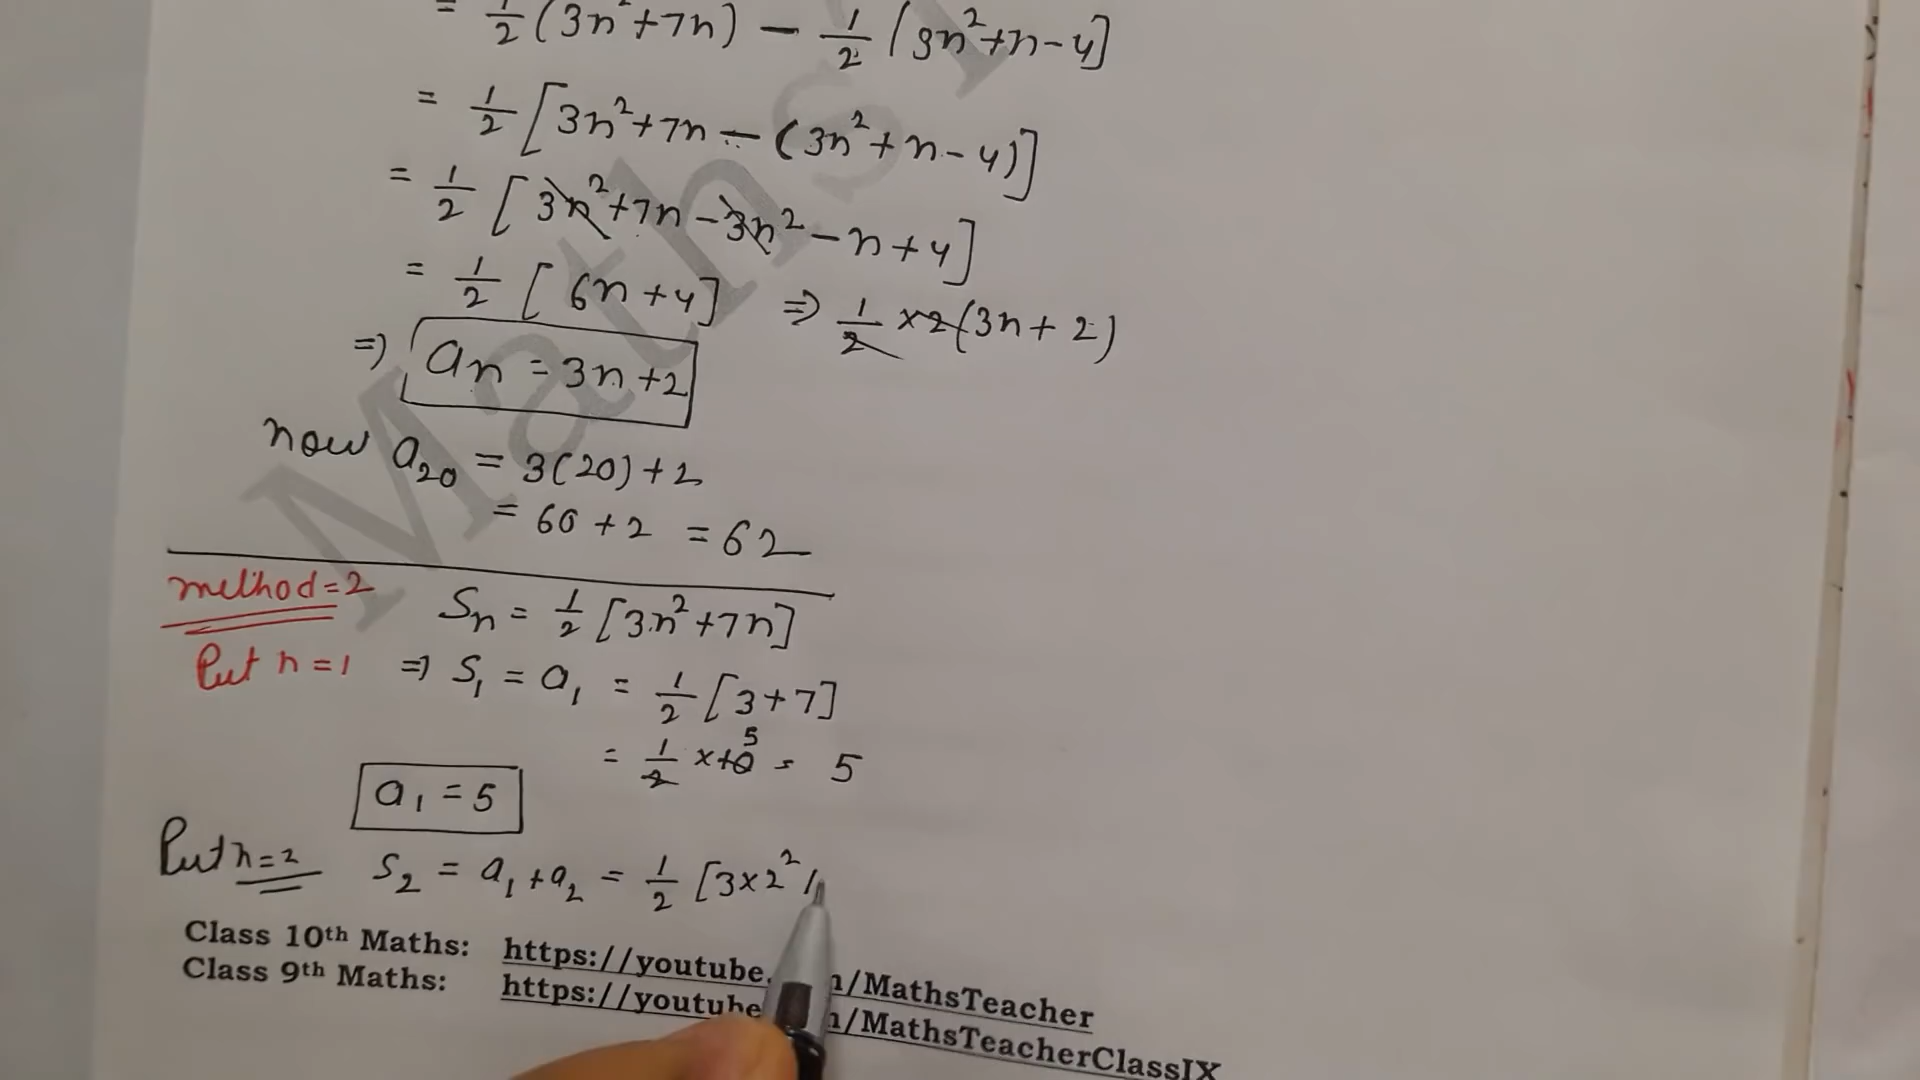 = 1/2 (3n²+7n) - 1/2 [3n²+n-4]
= 1/2 [3n²+7n - (3n²+n-4)]
= 1/2 [3n²+7n-3n²-n+4]
= 1/2 [6n+4] ⇒ 1/2 ×2(3n+2)
⇒ an = 3n+2
now a₂₀ = 3(20)+2
= 60+2 = 62
method=2 Sn = 1/2 [3n²+7n]
Put n=1 ⇒ S₁ = a₁ = 1/2 [3+7]
= 1/2 ×10 5 = 5
a₁ = 5
Put n=2 S₂ = a₁+a₂ = 1/2 [3×2²
Class 10th Maths: https://youtube. /MathsTeacher
Class 9th Maths: https://youtube /MathsTeacherClassIX
Maths